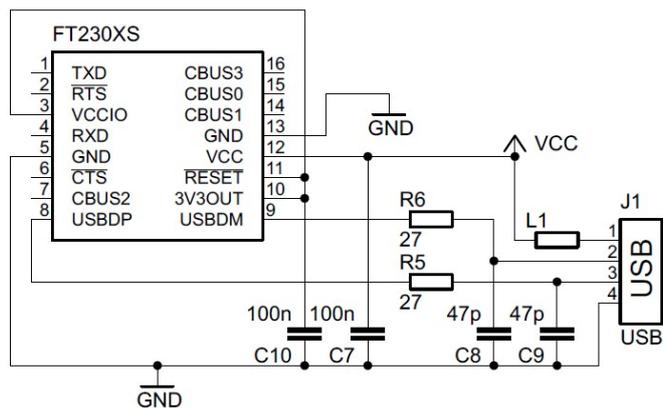 FT230XS
1 TXD CBUS3 16
2 RTS CBUS0 15
3 VCCIO CBUS1 14
4 RXD GND 13
5 GND VCC 12
6 CTS RESET 11
7 CBUS2 3V3OUT 10
8 USBDP USBDM 9
GND
VCC
R6
27
R5
27
L1
J1
1
2
3
4
USB
USB
100n
C10
100n
C7
47p
C8
47p
C9
GND